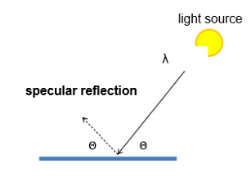 light source
λ
specular reflection
Θ Θ